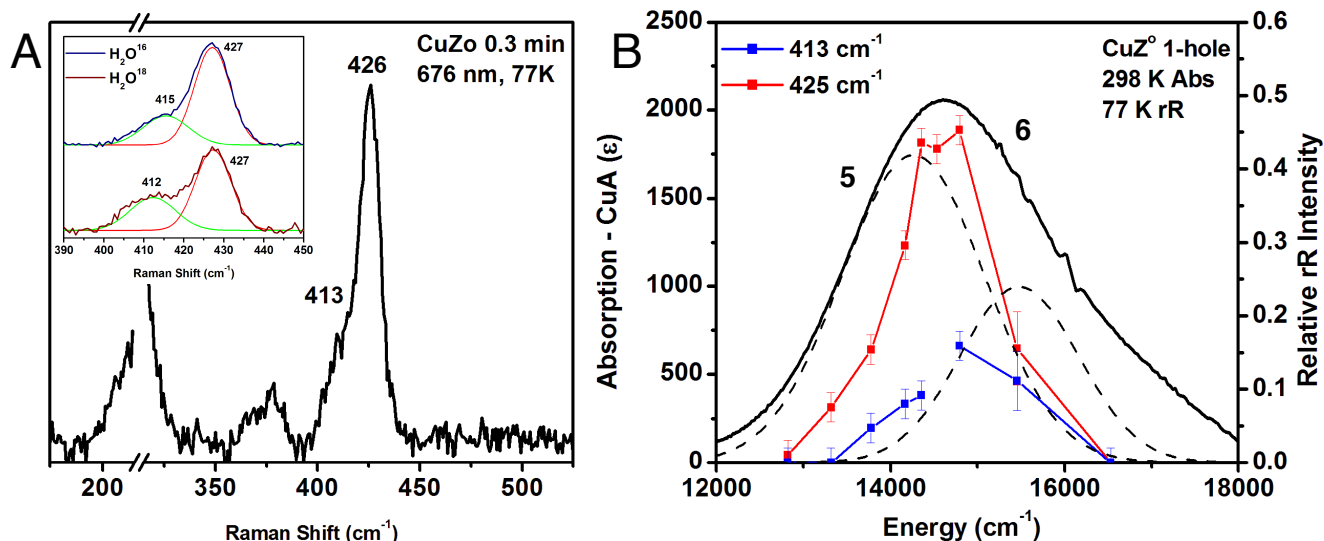 A
H₂O¹⁶
H₂O¹⁸
427
415
427
412
390 400 410 420 430 440 450
Raman Shift (cm⁻¹)
CuZo 0.3 min
676 nm, 77K
426
413
200 350 400 450 500
Raman Shift (cm⁻¹)
B
413 cm⁻¹
425 cm⁻¹
CuZ° 1-hole
298 K Abs
77 K rR
5
6
2500
2000
1500
1000
500
0
Absorption - CuA (ε)
0.6
0.5
0.4
0.3
0.2
0.1
0.0
Relative rR Intensity
12000 14000 16000 18000
Energy (cm⁻¹)